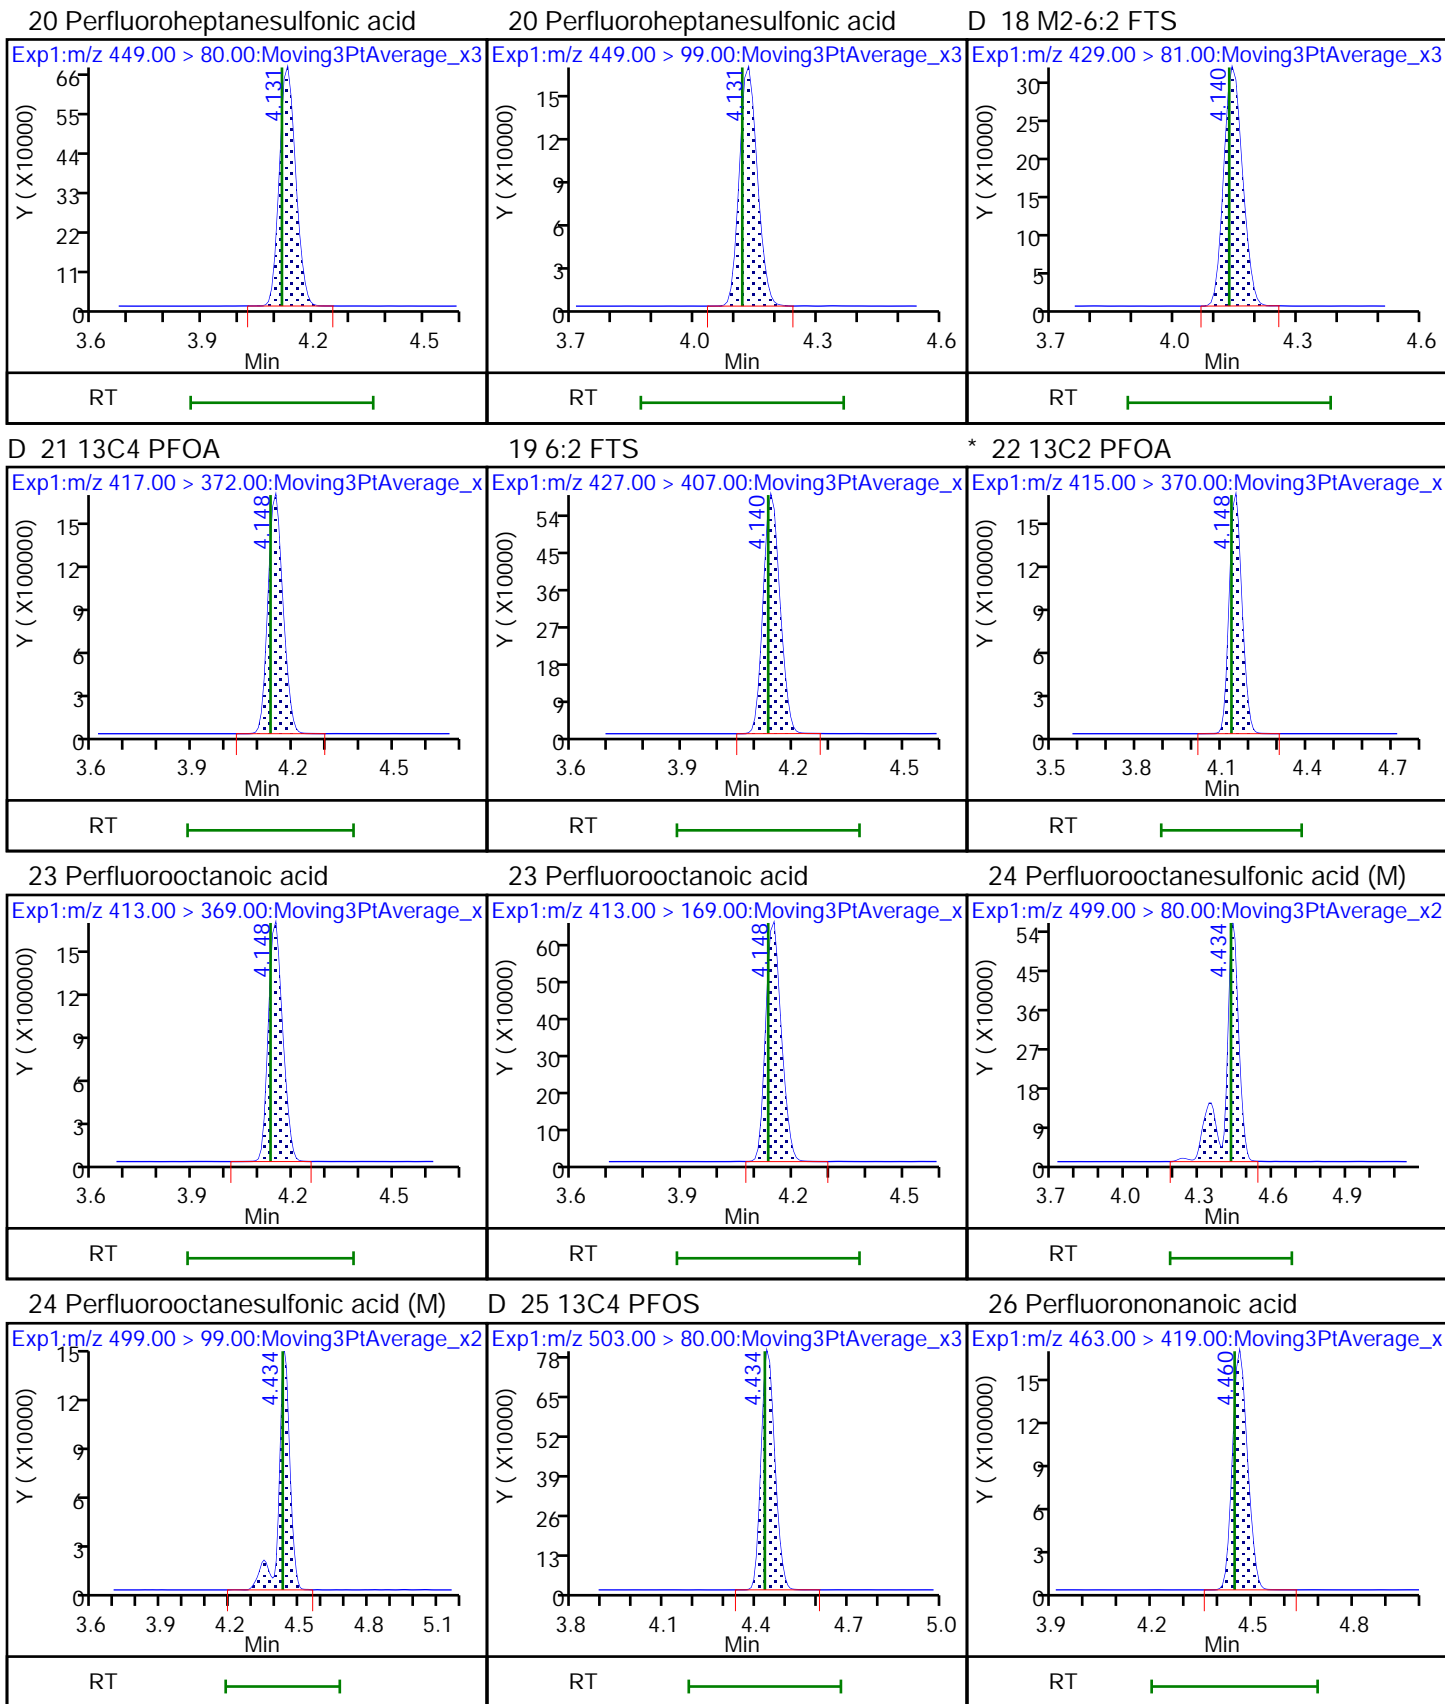 20 Perfluoroheptanesulfonic acid
Exp1:m/z 449.00 > 80.00:Moving3PtAverage_x3
Y ( X10000)
66
55
44
33
22
11
0
4.131
3.6 3.9 4.2 4.5
Min
RT
20 Perfluoroheptanesulfonic acid
Exp1:m/z 449.00 > 99.00:Moving3PtAverage_x3
Y ( X10000)
15
12
9
6
3
0
4.131
3.7 4.0 4.3 4.6
Min
RT
D 18 M2-6:2 FTS
Exp1:m/z 429.00 > 81.00:Moving3PtAverage_x3
Y ( X10000)
30
25
20
15
10
5
0
4.140
3.7 4.0 4.3 4.6
Min
RT
D 21 13C4 PFOA
Exp1:m/z 417.00 > 372.00:Moving3PtAverage_x
Y ( X100000)
15
12
9
6
3
0
4.148
3.6 3.9 4.2 4.5
Min
RT
19 6:2 FTS
Exp1:m/z 427.00 > 407.00:Moving3PtAverage_x
Y ( X10000)
54
45
36
27
18
9
0
4.140
3.6 3.9 4.2 4.5
Min
RT
* 22 13C2 PFOA
Exp1:m/z 415.00 > 370.00:Moving3PtAverage_x
Y ( X100000)
15
12
9
6
3
0
4.148
3.5 3.8 4.1 4.4 4.7
Min
RT
23 Perfluorooctanoic acid
Exp1:m/z 413.00 > 369.00:Moving3PtAverage_x
Y ( X100000)
15
12
9
6
3
0
4.148
3.6 3.9 4.2 4.5
Min
RT
23 Perfluorooctanoic acid
Exp1:m/z 413.00 > 169.00:Moving3PtAverage_x
Y ( X10000)
60
50
40
30
20
10
0
4.148
3.6 3.9 4.2 4.5
Min
RT
24 Perfluorooctanesulfonic acid (M)
Exp1:m/z 499.00 > 80.00:Moving3PtAverage_x2
Y ( X10000)
54
45
36
27
18
9
0
4.434
3.7 4.0 4.3 4.6 4.9
Min
RT
24 Perfluorooctanesulfonic acid (M)
Exp1:m/z 499.00 > 99.00:Moving3PtAverage_x2
Y ( X10000)
15
12
9
6
3
0
4.434
3.6 3.9 4.2 4.5 4.8 5.1
Min
RT
D 25 13C4 PFOS
Exp1:m/z 503.00 > 80.00:Moving3PtAverage_x3
Y ( X10000)
78
65
52
39
26
13
0
4.434
3.8 4.1 4.4 4.7 5.0
Min
RT
26 Perfluorononanoic acid
Exp1:m/z 463.00 > 419.00:Moving3PtAverage_x
Y ( X100000)
15
12
9
6
3
0
4.460
3.9 4.2 4.5 4.8
Min
RT